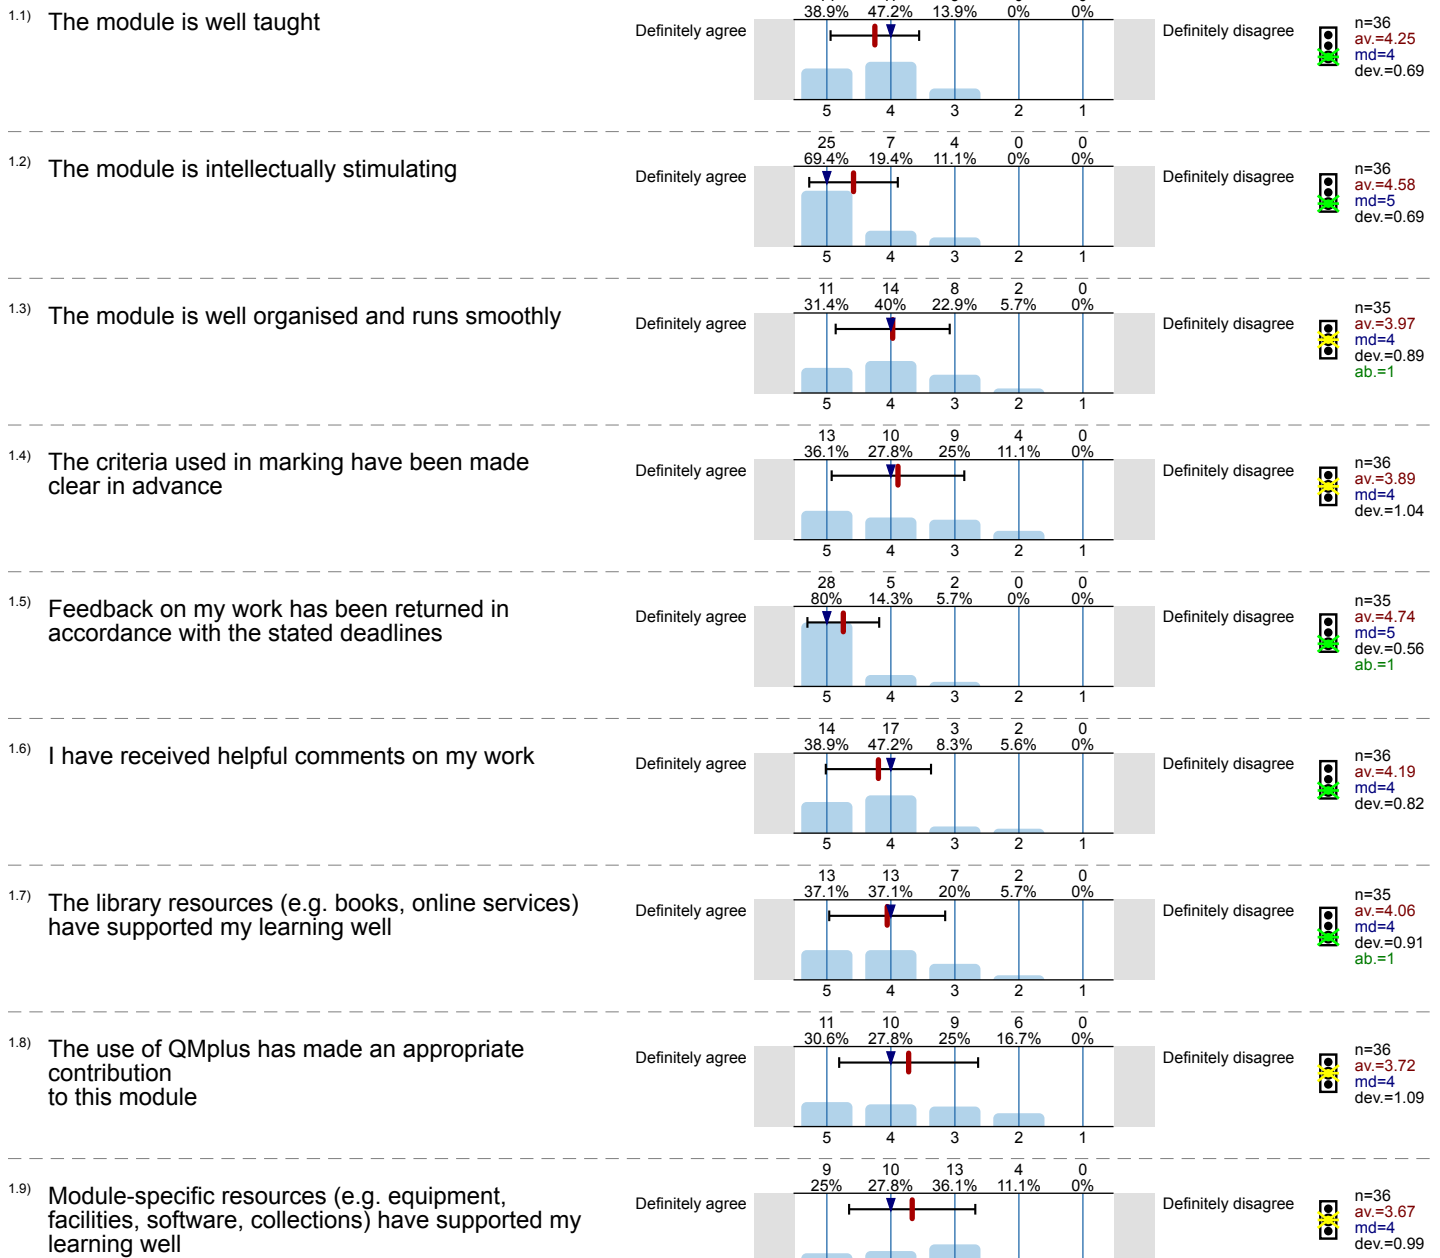 1.1) The module is well taught
Definitely agree
38.9% 47.2% 13.9% 0% 0%
5 4 3 2 1
Definitely disagree
n=36
av.=4.25
md=4
dev.=0.69
25 7 4 0 0
1.2) The module is intellectually stimulating
Definitely agree
69.4% 19.4% 11.1% 0% 0%
5 4 3 2 1
Definitely disagree
n=36
av.=4.58
md=5
dev.=0.69
11 14 8 2 0
1.3) The module is well organised and runs smoothly
Definitely agree
31.4% 40% 22.9% 5.7% 0%
5 4 3 2 1
Definitely disagree
n=35
av.=3.97
md=4
dev.=0.89
ab.=1
13 10 9 4 0
1.4) The criteria used in marking have been made
clear in advance
Definitely agree
36.1% 27.8% 25% 11.1% 0%
5 4 3 2 1
Definitely disagree
n=36
av.=3.89
md=4
dev.=1.04
28 5 2 0 0
1.5) Feedback on my work has been returned in
accordance with the stated deadlines
Definitely agree
80% 14.3% 5.7% 0% 0%
5 4 3 2 1
Definitely disagree
n=35
av.=4.74
md=5
dev.=0.56
ab.=1
14 17 3 2 0
1.6) I have received helpful comments on my work
Definitely agree
38.9% 47.2% 8.3% 5.6% 0%
5 4 3 2 1
Definitely disagree
n=36
av.=4.19
md=4
dev.=0.82
13 13 7 2 0
1.7) The library resources (e.g. books, online services)
have supported my learning well
Definitely agree
37.1% 37.1% 20% 5.7% 0%
5 4 3 2 1
Definitely disagree
n=35
av.=4.06
md=4
dev.=0.91
ab.=1
11 10 9 6 0
1.8) The use of QMplus has made an appropriate
contribution
to this module
Definitely agree
30.6% 27.8% 25% 16.7% 0%
5 4 3 2 1
Definitely disagree
n=36
av.=3.72
md=4
dev.=1.09
9 10 13 4 0
1.9) Module-specific resources (e.g. equipment,
facilities, software, collections) have supported my
learning well
Definitely agree
25% 27.8% 36.1% 11.1% 0%
Definitely disagree
n=36
av.=3.67
md=4
dev.=0.99